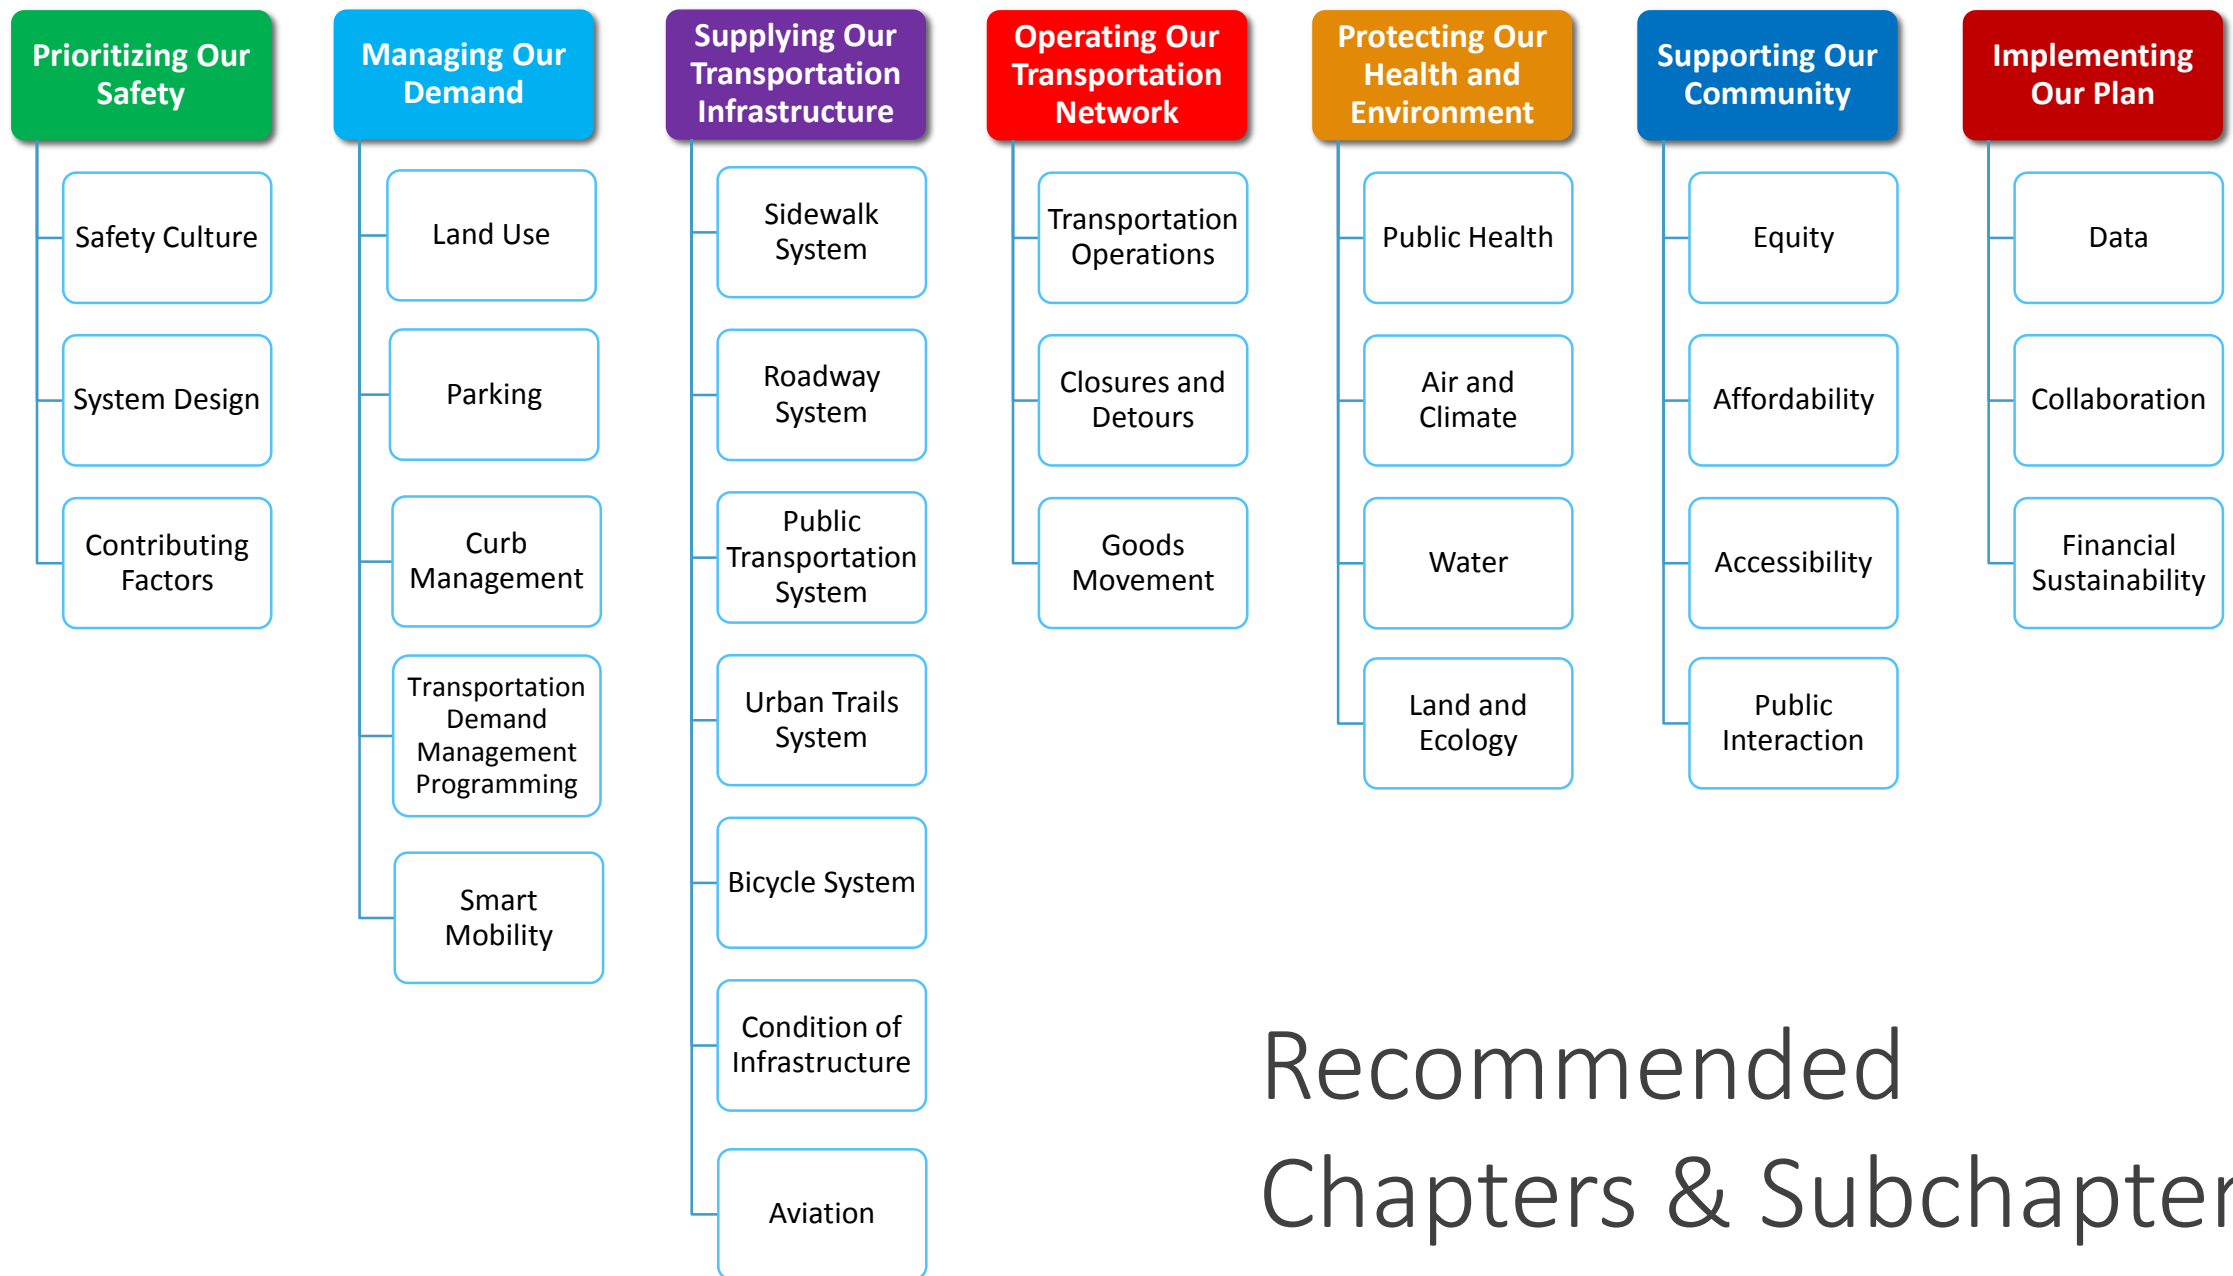 Prioritizing Our
Safety
Safety Culture
System Design
Contributing
Factors
Managing Our
Demand
Land Use
Parking
Curb
Management
Transportation
Demand
Management
Programming
Smart
Mobility
Supplying Our
Transportation
Infrastructure
Sidewalk
System
Roadway
System
Public
Transportation
System
Urban Trails
System
Bicycle System
Condition of
Infrastructure
Aviation
Operating Our
Transportation
Network
Transportation
Operations
Closures and
Detours
Goods
Movement
Protecting Our
Health and
Environment
Public Health
Air and
Climate
Water
Land and
Ecology
Supporting Our
Community
Equity
Affordability
Accessibility
Public
Interaction
Implementing
Our Plan
Data
Collaboration
Financial
Sustainability
Recommended
Chapters & Subchapter